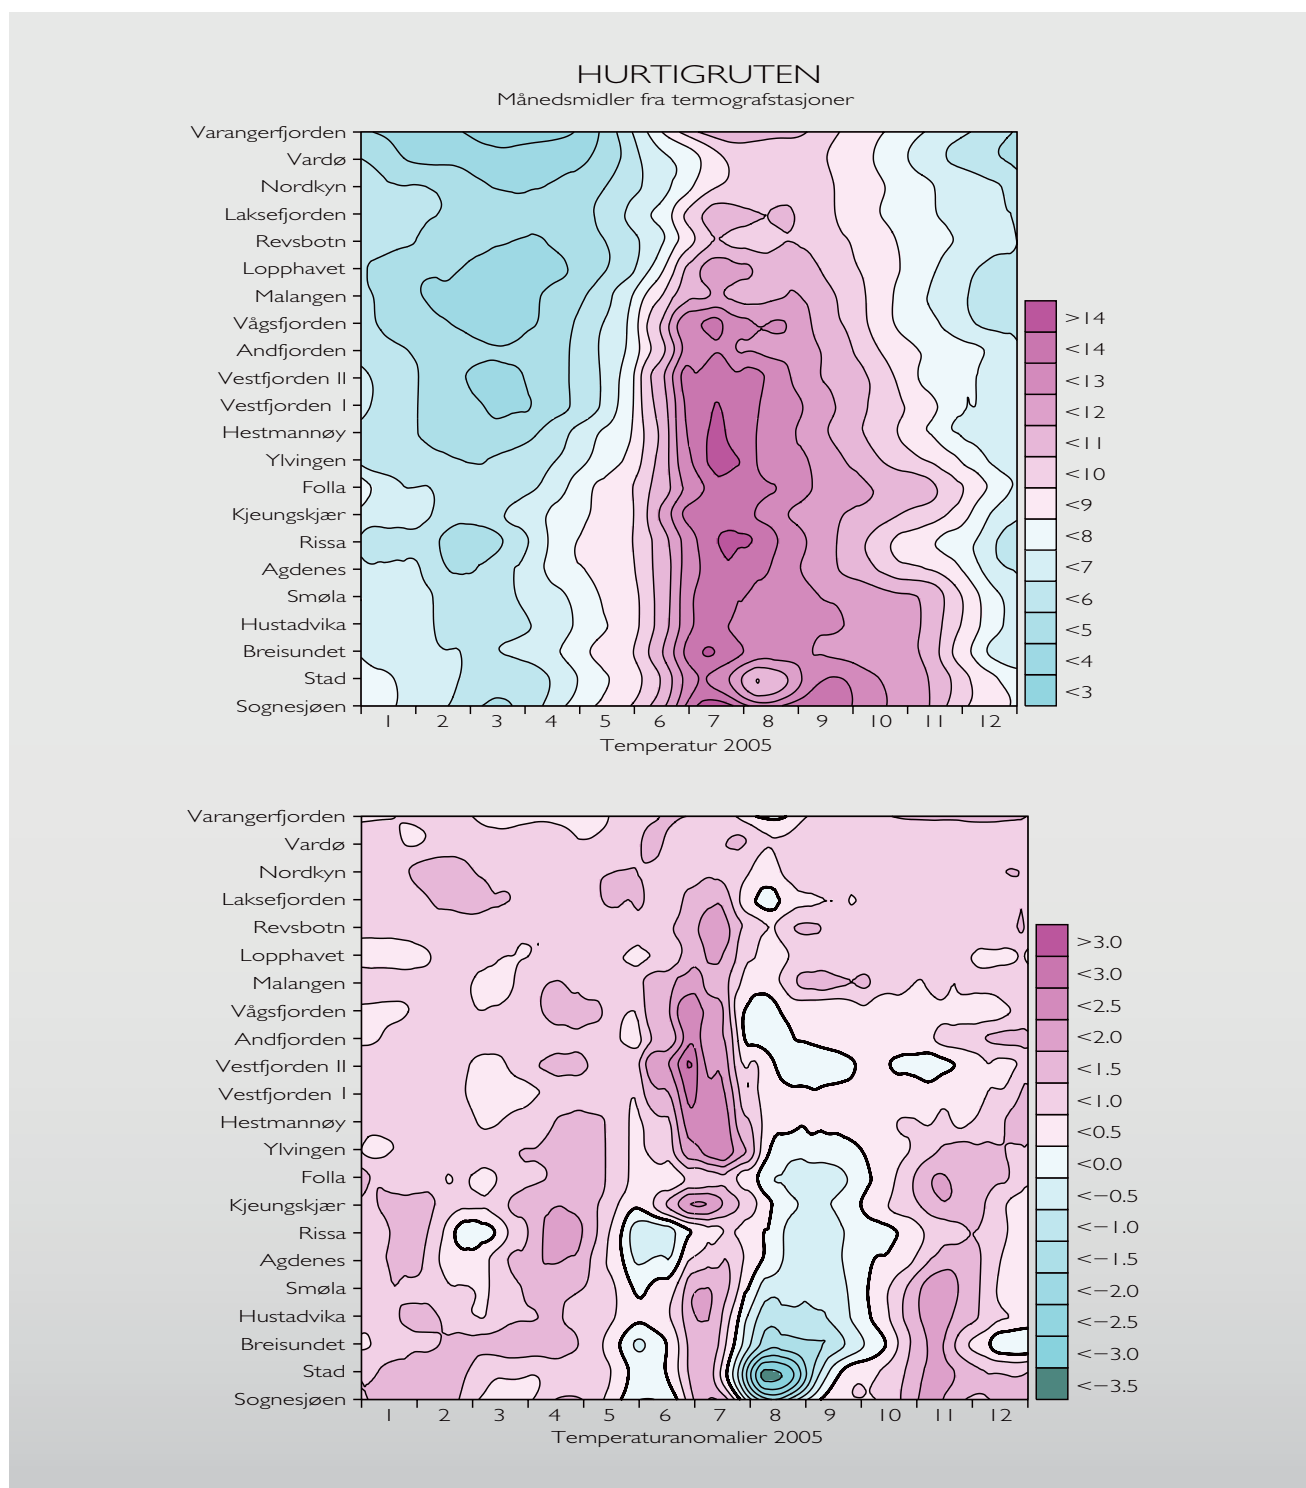 HURTIGRUTEN
Månedsmidler fra termografstasjoner
Varangerfjorden
Vardø
Nordkyn
Laksefjorden
Revsbotn
Lopphavet
Malangen
Vågsfjorden
Andfjorden
Vestfjorden II
Vestfjorden I
Hestmannøy
Ylvingen
Folla
Kjeungskjær
Rissa
Agdenes
Smøla
Hustadvika
Breisundet
Stad
Sognesjøen
>14
<14
<13
<12
<11
<10
<9
<8
<7
<6
<5
<4
<3
1 2 3 4 5 6 7 8 9 10 11 12
Temperatur 2005
Varangerfjorden
Vardø
Nordkyn
Laksefjorden
Revsbotn
Lopphavet
Malangen
Vågsfjorden
Andfjorden
Vestfjorden II
Vestfjorden I
Hestmannøy
Ylvingen
Folla
Kjeungskjær
Rissa
Agdenes
Smøla
Hustadvika
Breisundet
Stad
Sognesjøen
>3.0
<3.0
<2.5
<2.0
<1.5
<1.0
<0.5
<0.0
<−0.5
<−1.0
<−1.5
<−2.0
<−2.5
<−3.0
<−3.5
1 2 3 4 5 6 7 8 9 10 11 12
Temperaturanomalier 2005